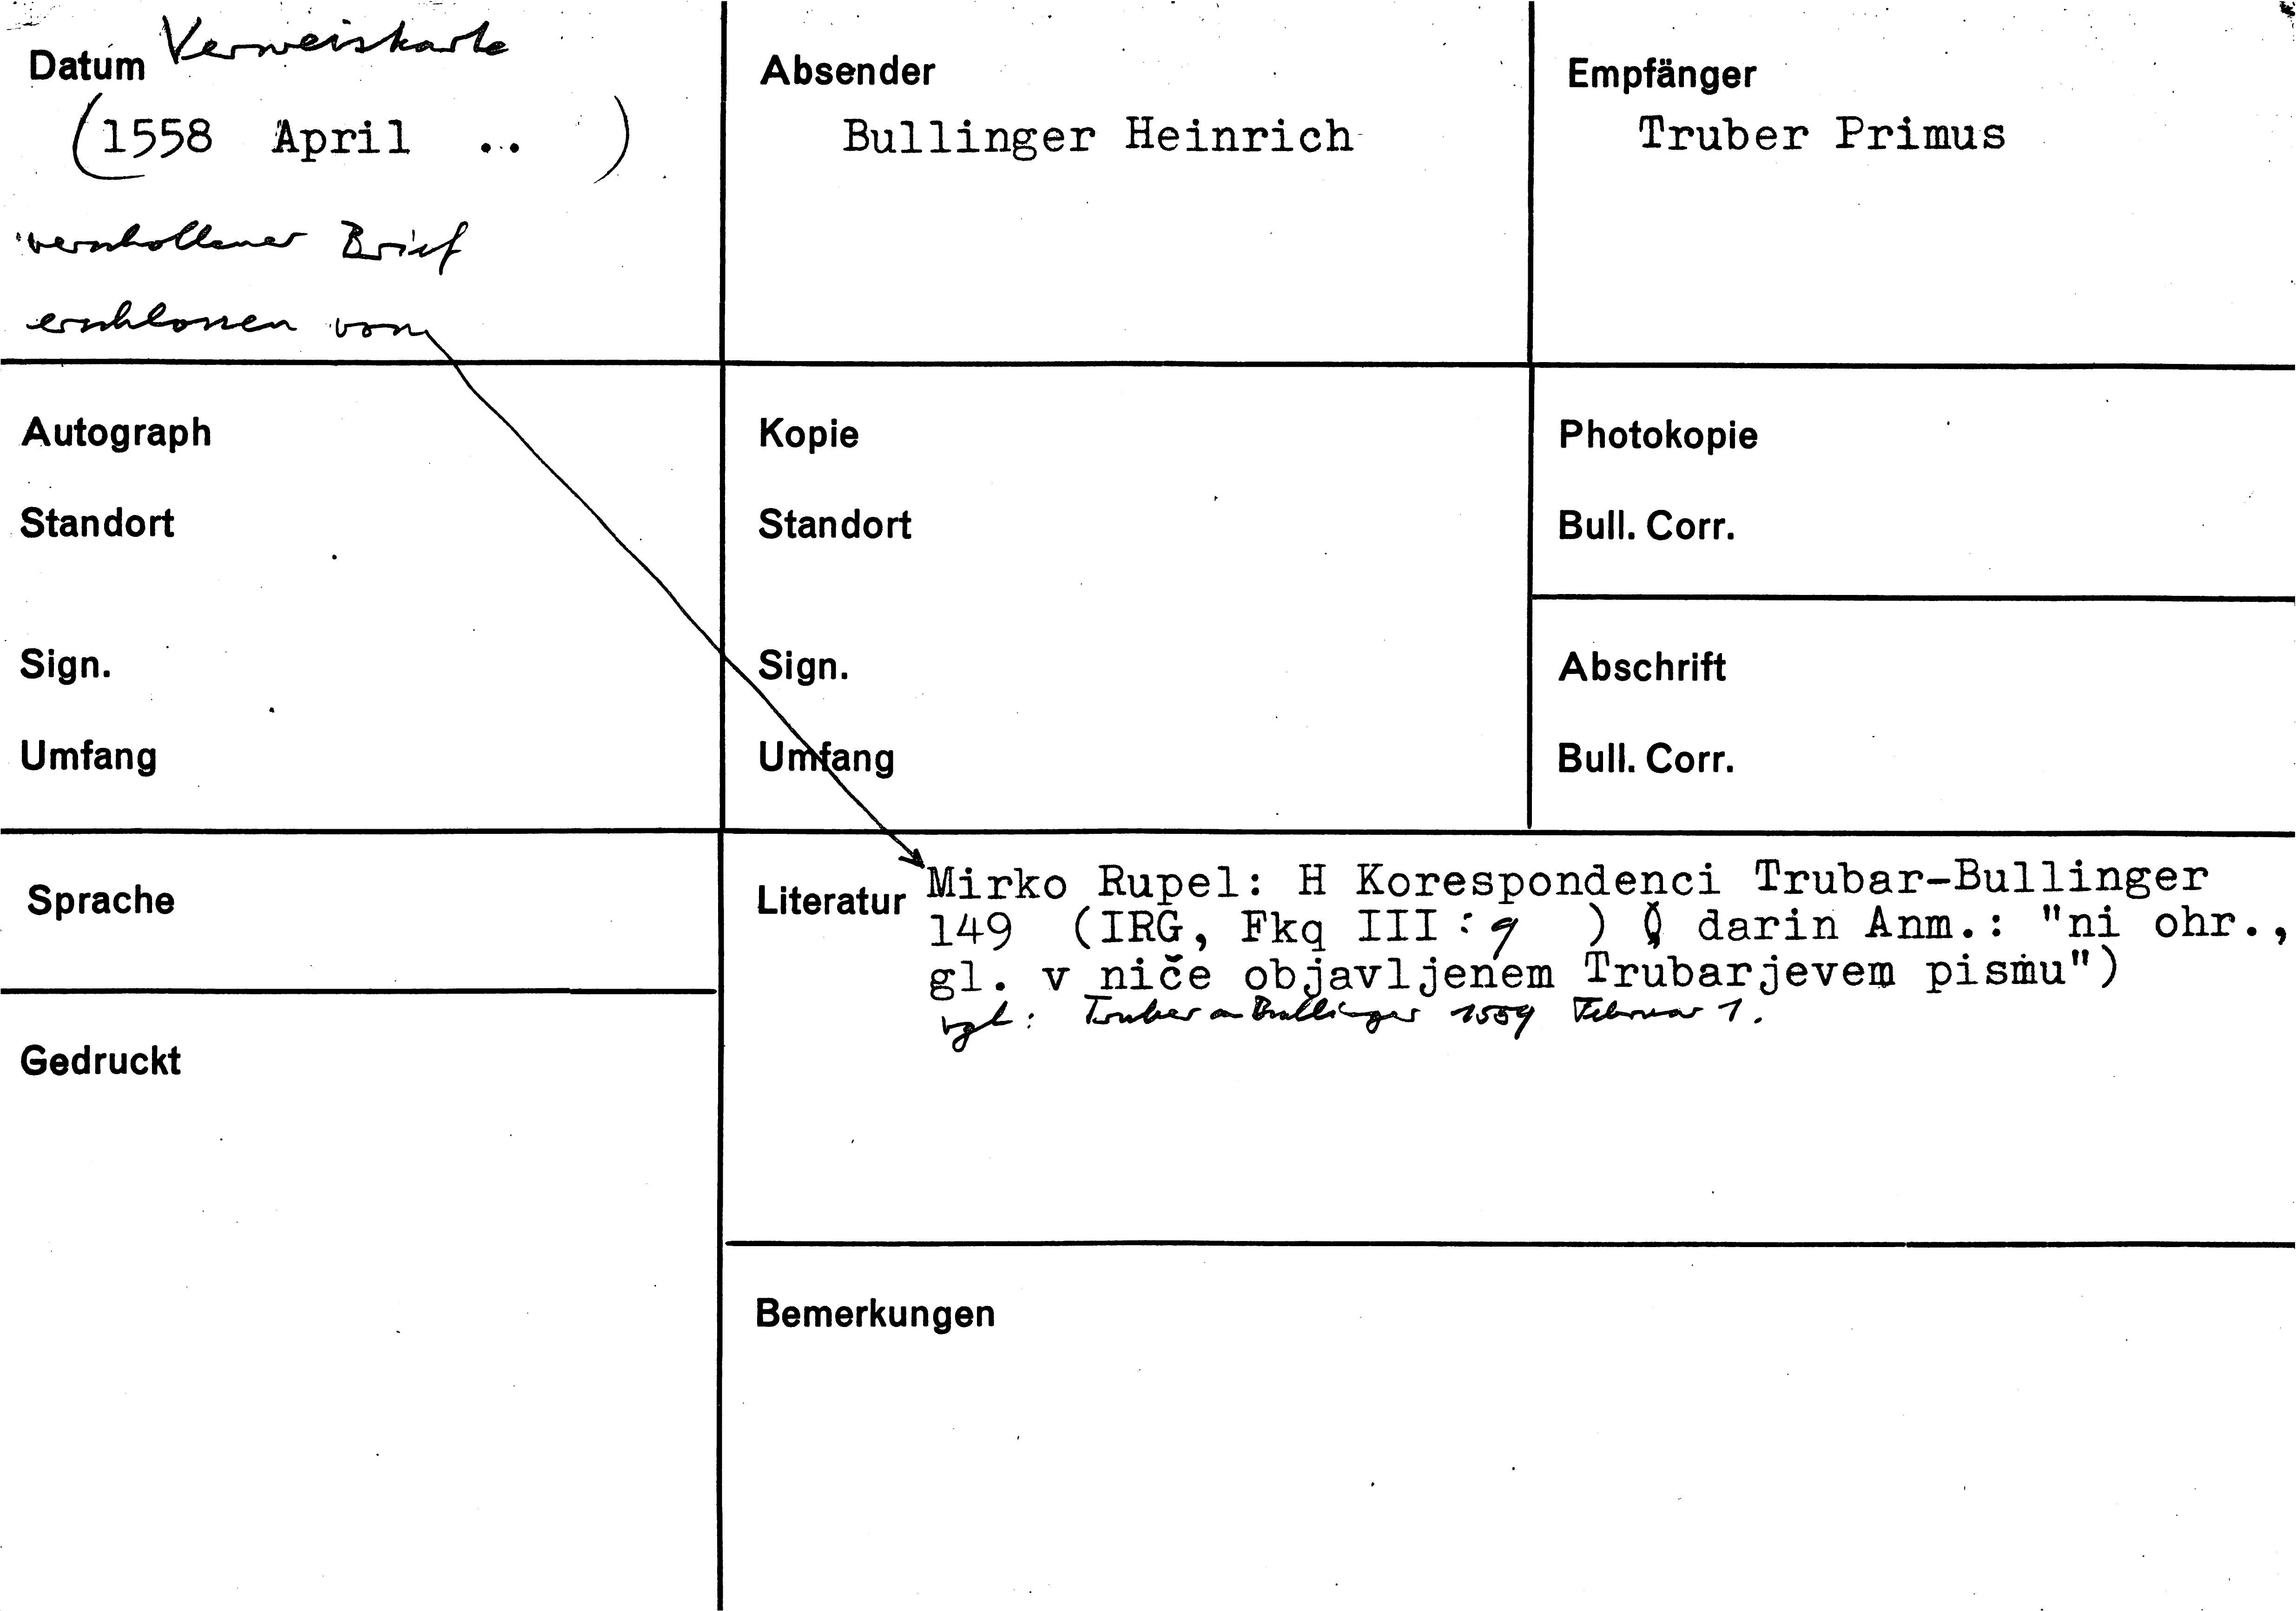 Datum Verweiskarte
(1558 April .. )
verschollener Brief
erschlossen von
Absender
Bullinger Heinrich
Empfänger
Truber Primus
Autograph
Standort
Sign.
Umfang
Kopie
Standort
Sign.
Umfang
Photokopie
Bull. Corr.
Abschrift
Bull. Corr.
Sprache
Gedruckt
Literatur Mirko Rupel: H Korespondenci Trubar-Bullinger
149 (IRG, Fkq III : 9 ) darin Anm.: "ni ohr.,
gl. v niče objavljenem Trubarjevem pismu")
vgl: Truber an Bullinger 1559 Februar 1.
Bemerkungen